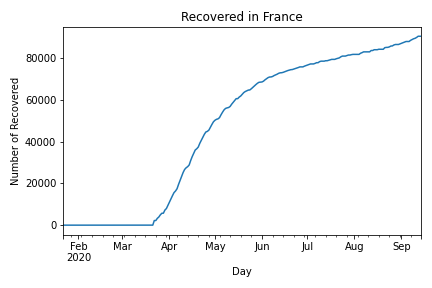 Recovered in France
Number of Recovered
80000
60000
40000
20000
0
Feb Mar Apr May Jun Jul Aug Sep
2020
Day